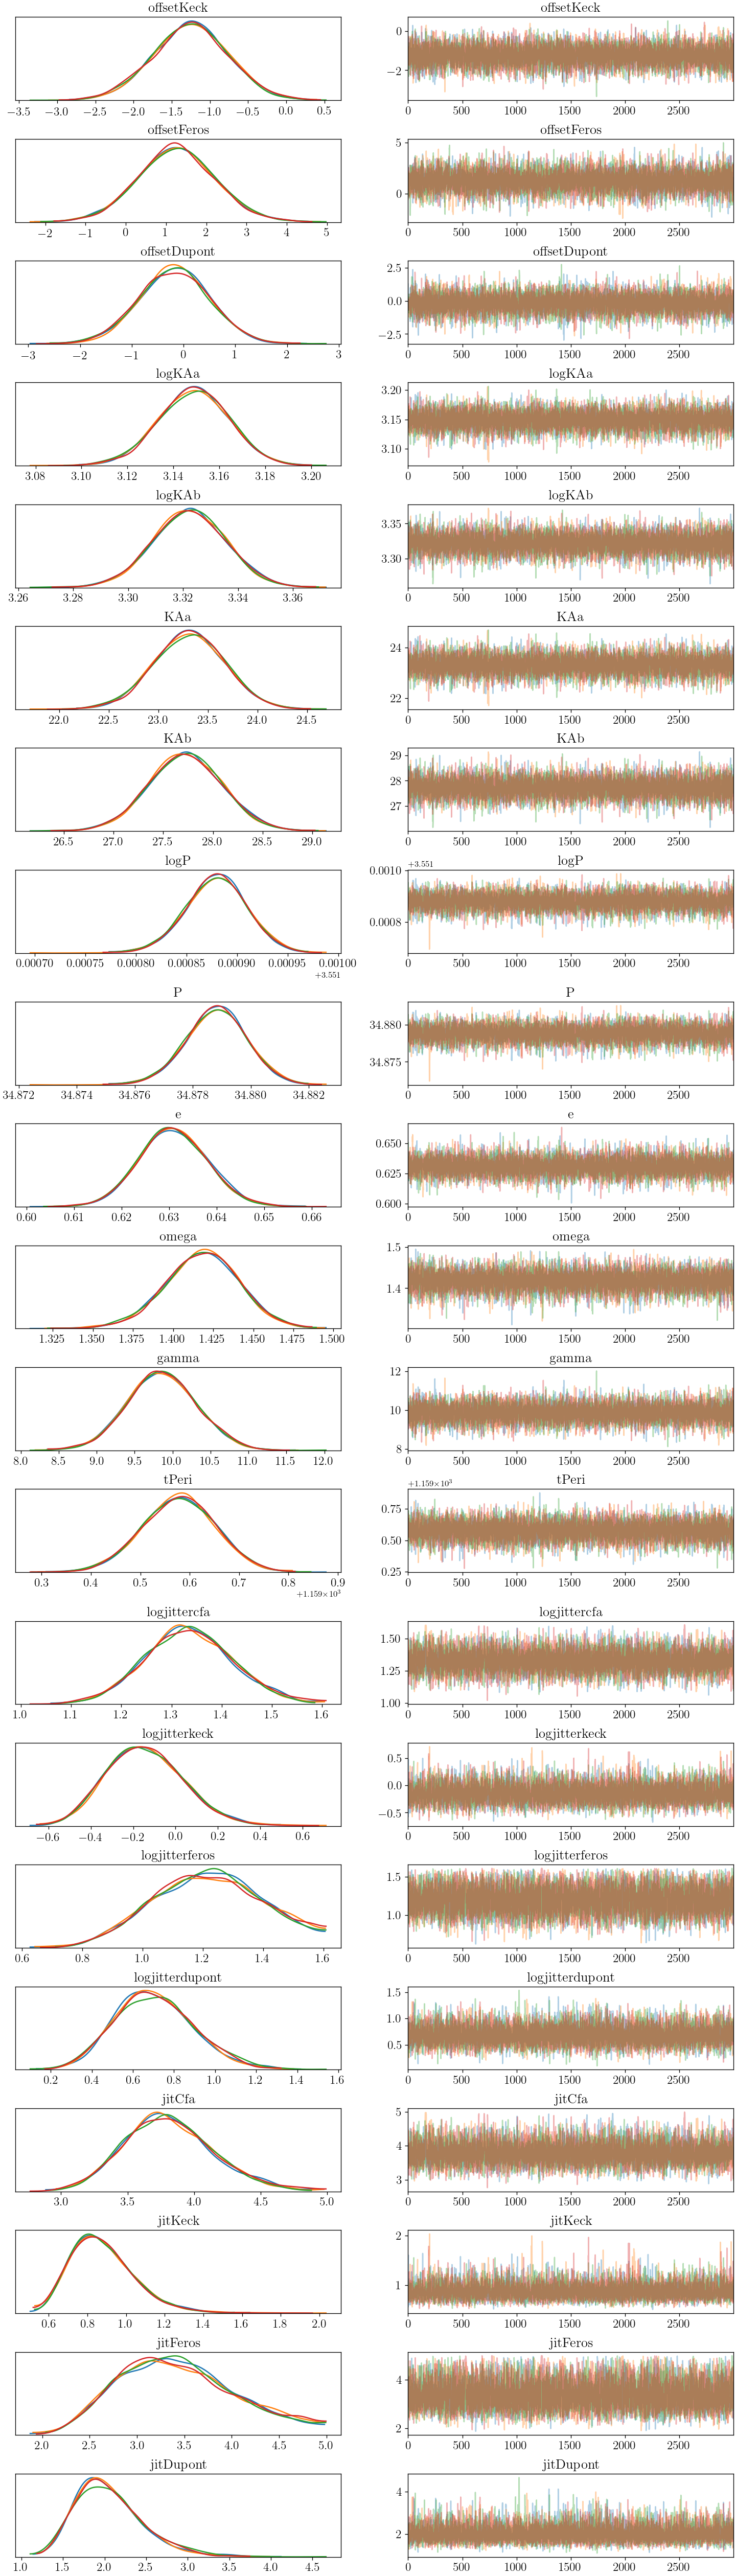 offsetKeck offsetKeck
0
−2
−3.5 −3.0 −2.5 −2.0 −1.5 −1.0 −0.5 0.0 0.5 0 500 1000 1500 2000 2500
offsetFeros offsetFeros
5
0
−2 −1 0 1 2 3 4 5 0 500 1000 1500 2000 2500
offsetDupont offsetDupont
2.5
0.0
−2.5
−3 −2 −1 0 1 2 3 0 500 1000 1500 2000 2500
logKAa logKAa
3.20
3.15
3.10
3.08 3.10 3.12 3.14 3.16 3.18 3.20 0 500 1000 1500 2000 2500
logKAb logKAb
3.35
3.30
3.26 3.28 3.30 3.32 3.34 3.36 0 500 1000 1500 2000 2500
KAa KAa
24
22
22.0 22.5 23.0 23.5 24.0 24.5 0 500 1000 1500 2000 2500
KAb KAb
29
28
27
26.5 27.0 27.5 28.0 28.5 29.0 0 500 1000 1500 2000 2500
logP logP
+3.551
0.0010
0.0008
0.00070 0.00075 0.00080 0.00085 0.00090 0.00095 0.00100 0 500 1000 1500 2000 2500
+3.551
P P
34.880
34.875
34.872 34.874 34.876 34.878 34.880 34.882 0 500 1000 1500 2000 2500
e e
0.650
0.625
0.600
0.60 0.61 0.62 0.63 0.64 0.65 0.66 0 500 1000 1500 2000 2500
omega omega
1.5
1.4
1.325 1.350 1.375 1.400 1.425 1.450 1.475 1.500 0 500 1000 1500 2000 2500
gamma gamma
12
10
8
8.0 8.5 9.0 9.5 10.0 10.5 11.0 11.5 12.0 0 500 1000 1500 2000 2500
tPeri tPeri
+1.159×10³
0.75
0.50
0.25
0.3 0.4 0.5 0.6 0.7 0.8 0.9 0 500 1000 1500 2000 2500
+1.159×10³
logjittercfa logjittercfa
1.50
1.25
1.00
1.0 1.1 1.2 1.3 1.4 1.5 1.6 0 500 1000 1500 2000 2500
logjitterkeck logjitterkeck
0.5
0.0
−0.5
−0.6 −0.4 −0.2 0.0 0.2 0.4 0.6 0 500 1000 1500 2000 2500
logjitterferos logjitterferos
1.5
1.0
0.6 0.8 1.0 1.2 1.4 1.6 0 500 1000 1500 2000 2500
logjitterdupont logjitterdupont
1.5
1.0
0.5
0.2 0.4 0.6 0.8 1.0 1.2 1.4 1.6 0 500 1000 1500 2000 2500
jitCfa jitCfa
5
4
3
3.0 3.5 4.0 4.5 5.0 0 500 1000 1500 2000 2500
jitKeck jitKeck
2
1
0.6 0.8 1.0 1.2 1.4 1.6 1.8 2.0 0 500 1000 1500 2000 2500
jitFeros jitFeros
4
2
2.0 2.5 3.0 3.5 4.0 4.5 5.0 0 500 1000 1500 2000 2500
jitDupont jitDupont
4
2
1.0 1.5 2.0 2.5 3.0 3.5 4.0 4.5 0 500 1000 1500 2000 2500